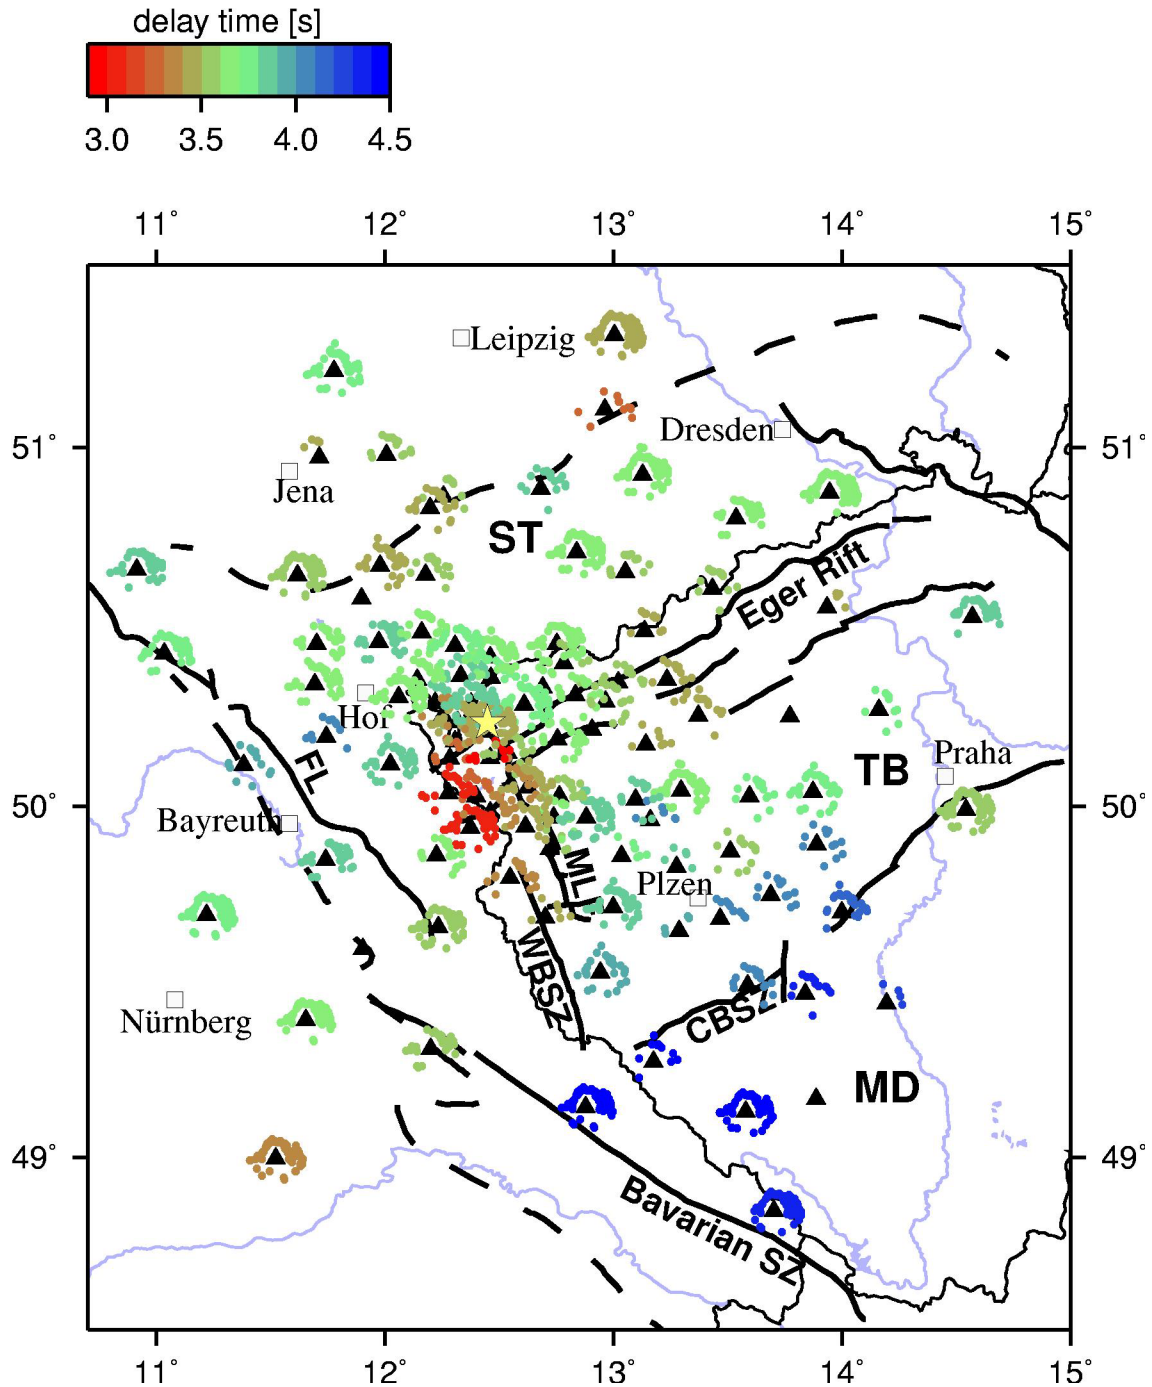 delay time [s]
3.0 3.5 4.0 4.5
11° 12° 13° 14° 15°
Leipzig
Dresden
51° 51°
Jena
ST
Eger Rift
Hof
TB
Praha
FL
50° 50°
Bayreuth
MLF
Plzen
WBSZ
Nürnberg
CBSZ
MD
49° 49°
Bavarian SZ
11° 12° 13° 14° 15°